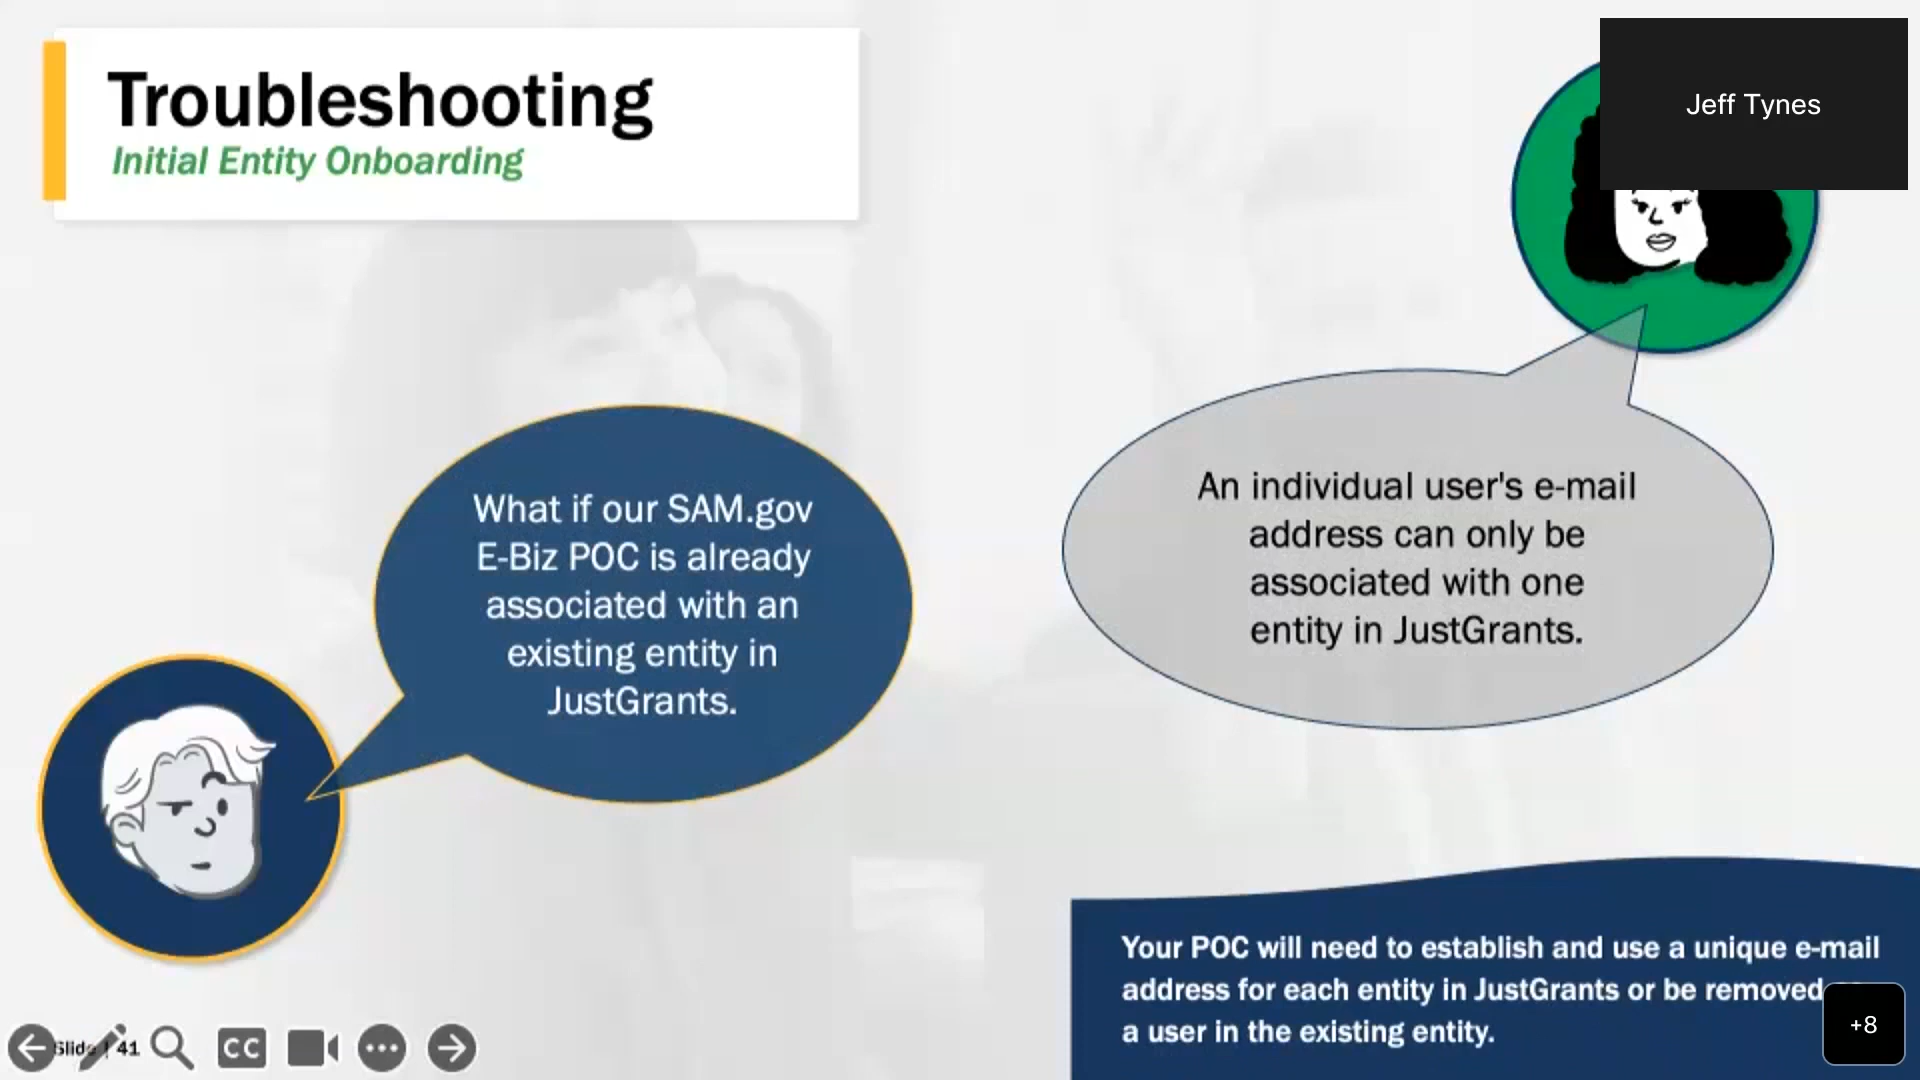 Troubleshooting
Initial Entity Onboarding
Jeff Tynes
What if our SAM.gov
E-Biz POC is already
associated with an
existing entity in
JustGrants.
An individual user's e-mail
address can only be
associated with one
entity in JustGrants.
Your POC will need to establish and use a unique e-mail
address for each entity in JustGrants or be removed
a user in the existing entity.
Slide | 41
CC
+8